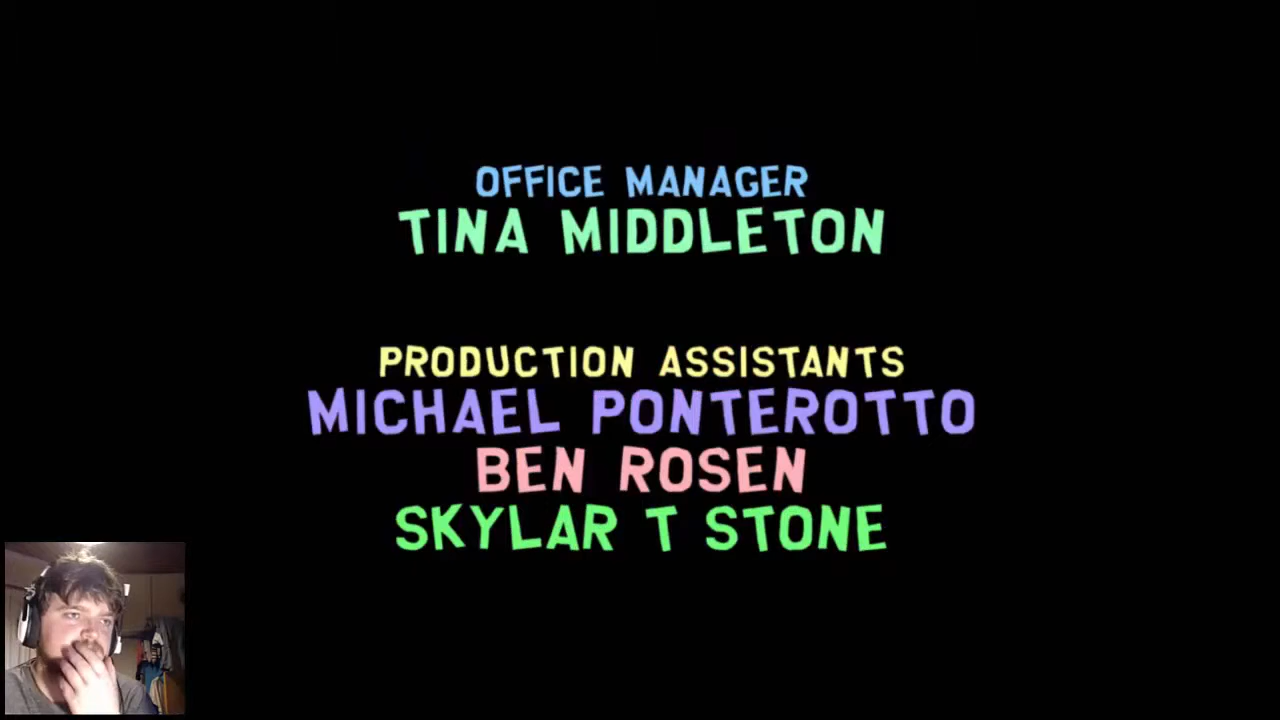 OFFICE MANAGER
TINA MIDDLETON
PRODUCTION ASSISTANTS
MICHAEL PONTEROTTO
BEN ROSEN
SKYLAR T STONE